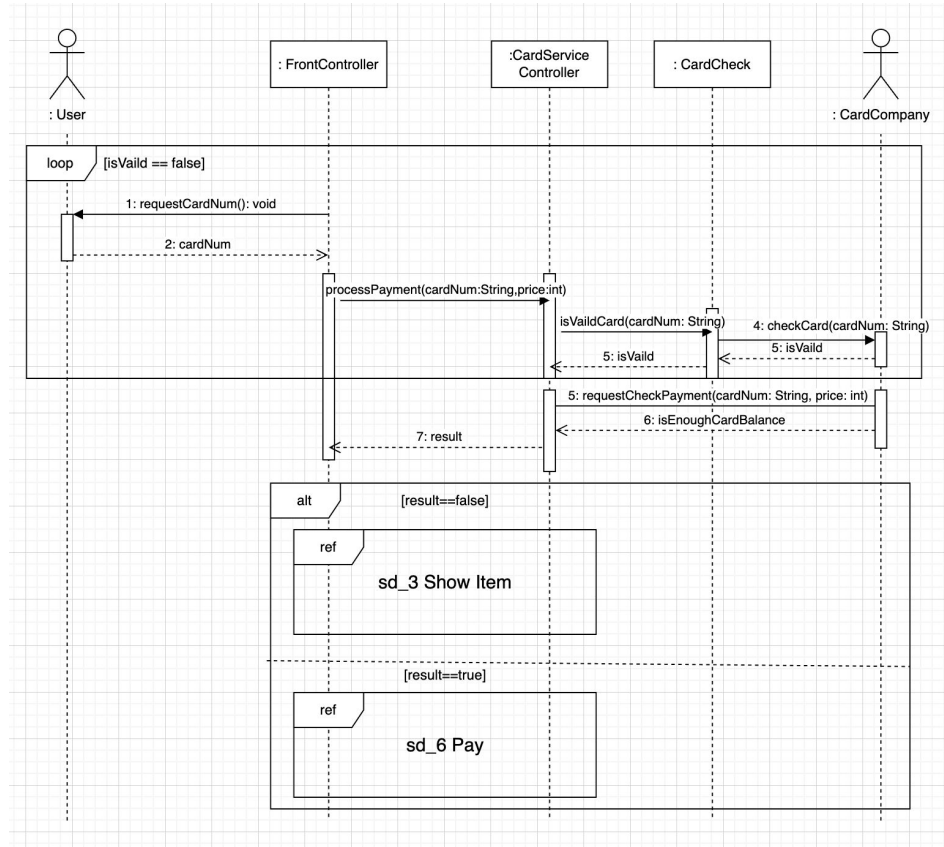 : User
: FrontController
:CardService
Controller
: CardCheck
: CardCompany
loop
[isVaild == false]
1: requestCardNum(): void
2: cardNum
processPayment(cardNum:String,price:int)
isVaildCard(cardNum: String)
4: checkCard(cardNum: String)
5: isVaild
5: isVaild
5: requestCheckPayment(cardNum: String, price: int)
6: isEnoughCardBalance
7: result
alt
[result==false]
ref
sd_3 Show Item
[result==true]
ref
sd_6 Pay